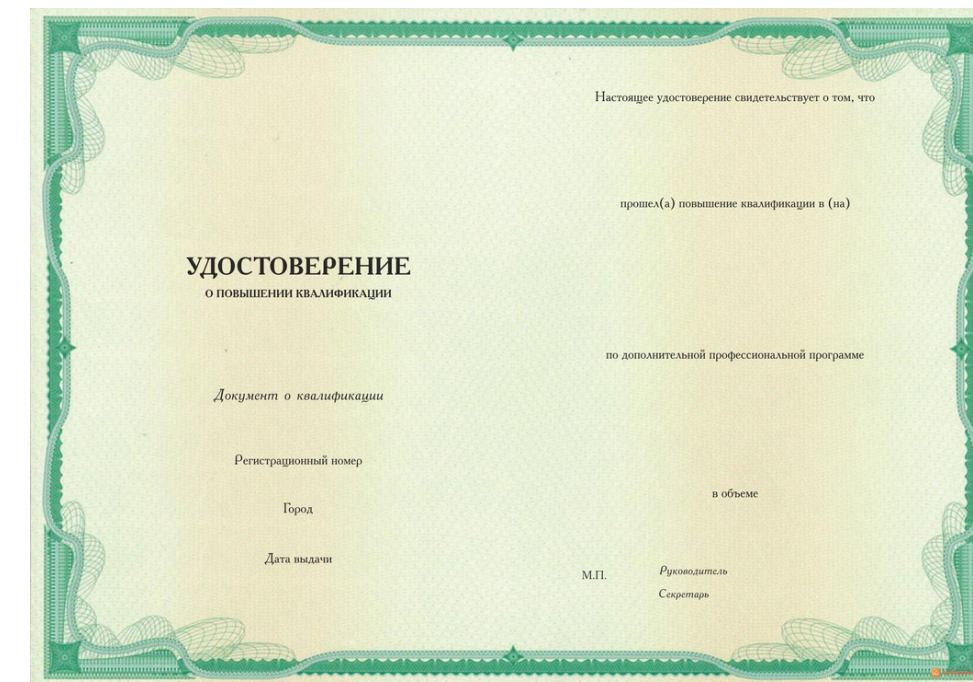 УДОСТОВЕРЕНИЕ
О ПОВЫШЕНИИ КВАЛИФИКАЦИИ
Документ о квалификации
Регистрационный номер
Город
Дата выдачи
Настоящее удостоверение свидетельствует о том, что
прошел(а) повышение квалификации в (на)
по дополнительной профессиональной программе
в объеме
М.П.
Руководитель
Секретарь